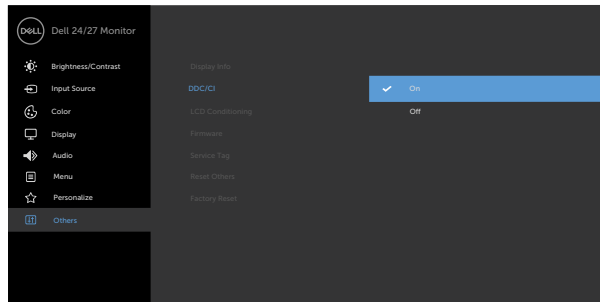 DELL Dell 24/27 Monitor
Brightness/Contrast
Input Source
Color
Display
Audio
Menu
Personalize
Others
Display Info
DDC/CI
LCD Conditioning
Firmware
Service Tag
Reset Others
Factory Reset
On
Off